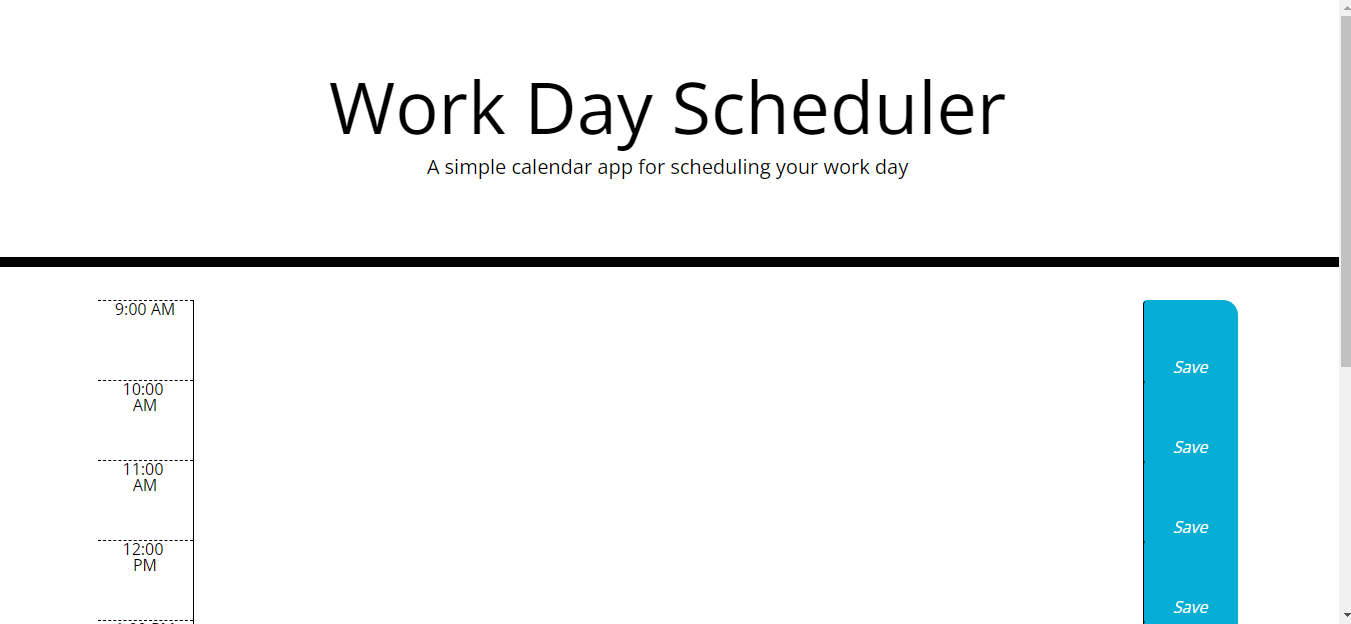 Work Day Scheduler
A simple calendar app for scheduling your work day
9:00 AM
Save
10:00
AM
Save
11:00
AM
Save
12:00
PM
Save